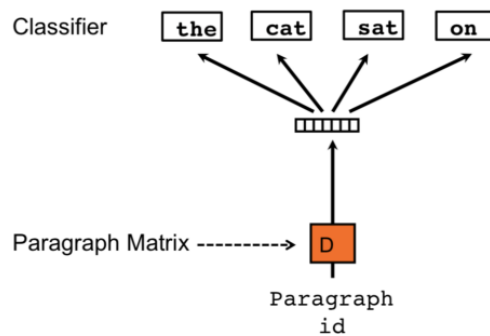 Classifier
the cat sat on
Paragraph Matrix
D
Paragraph
id